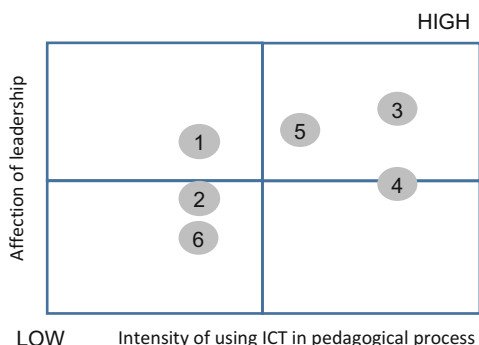 HIGH
Affection of leadership
3
5
1
4
2
6
LOW Intensity of using ICT in pedagogical process